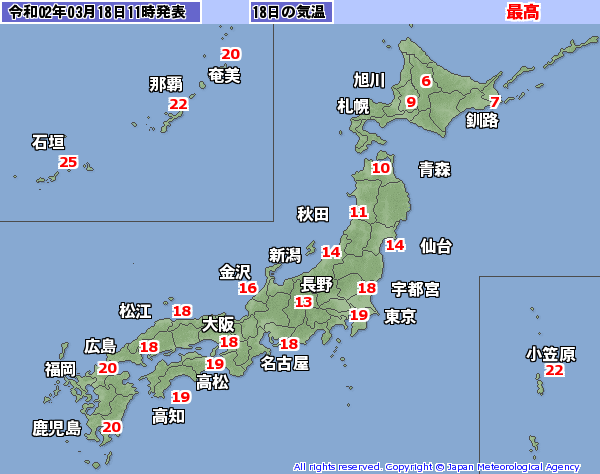 令和02年03月18日11時発表
18日の気温
最高
20
奄美
那覇
22
石垣
25
旭川
6
札幌
9
7
釧路
10
青森
秋田
11
14
仙台
新潟
14
金沢
16
長野
13
18
宇都宮
19
東京
松江
18
大阪
18
18
名古屋
広島
18
福岡
20
19
高松
19
高知
鹿児島
20
小笠原
22
All rights reserved. Copyright © Japan Meteorological Agency